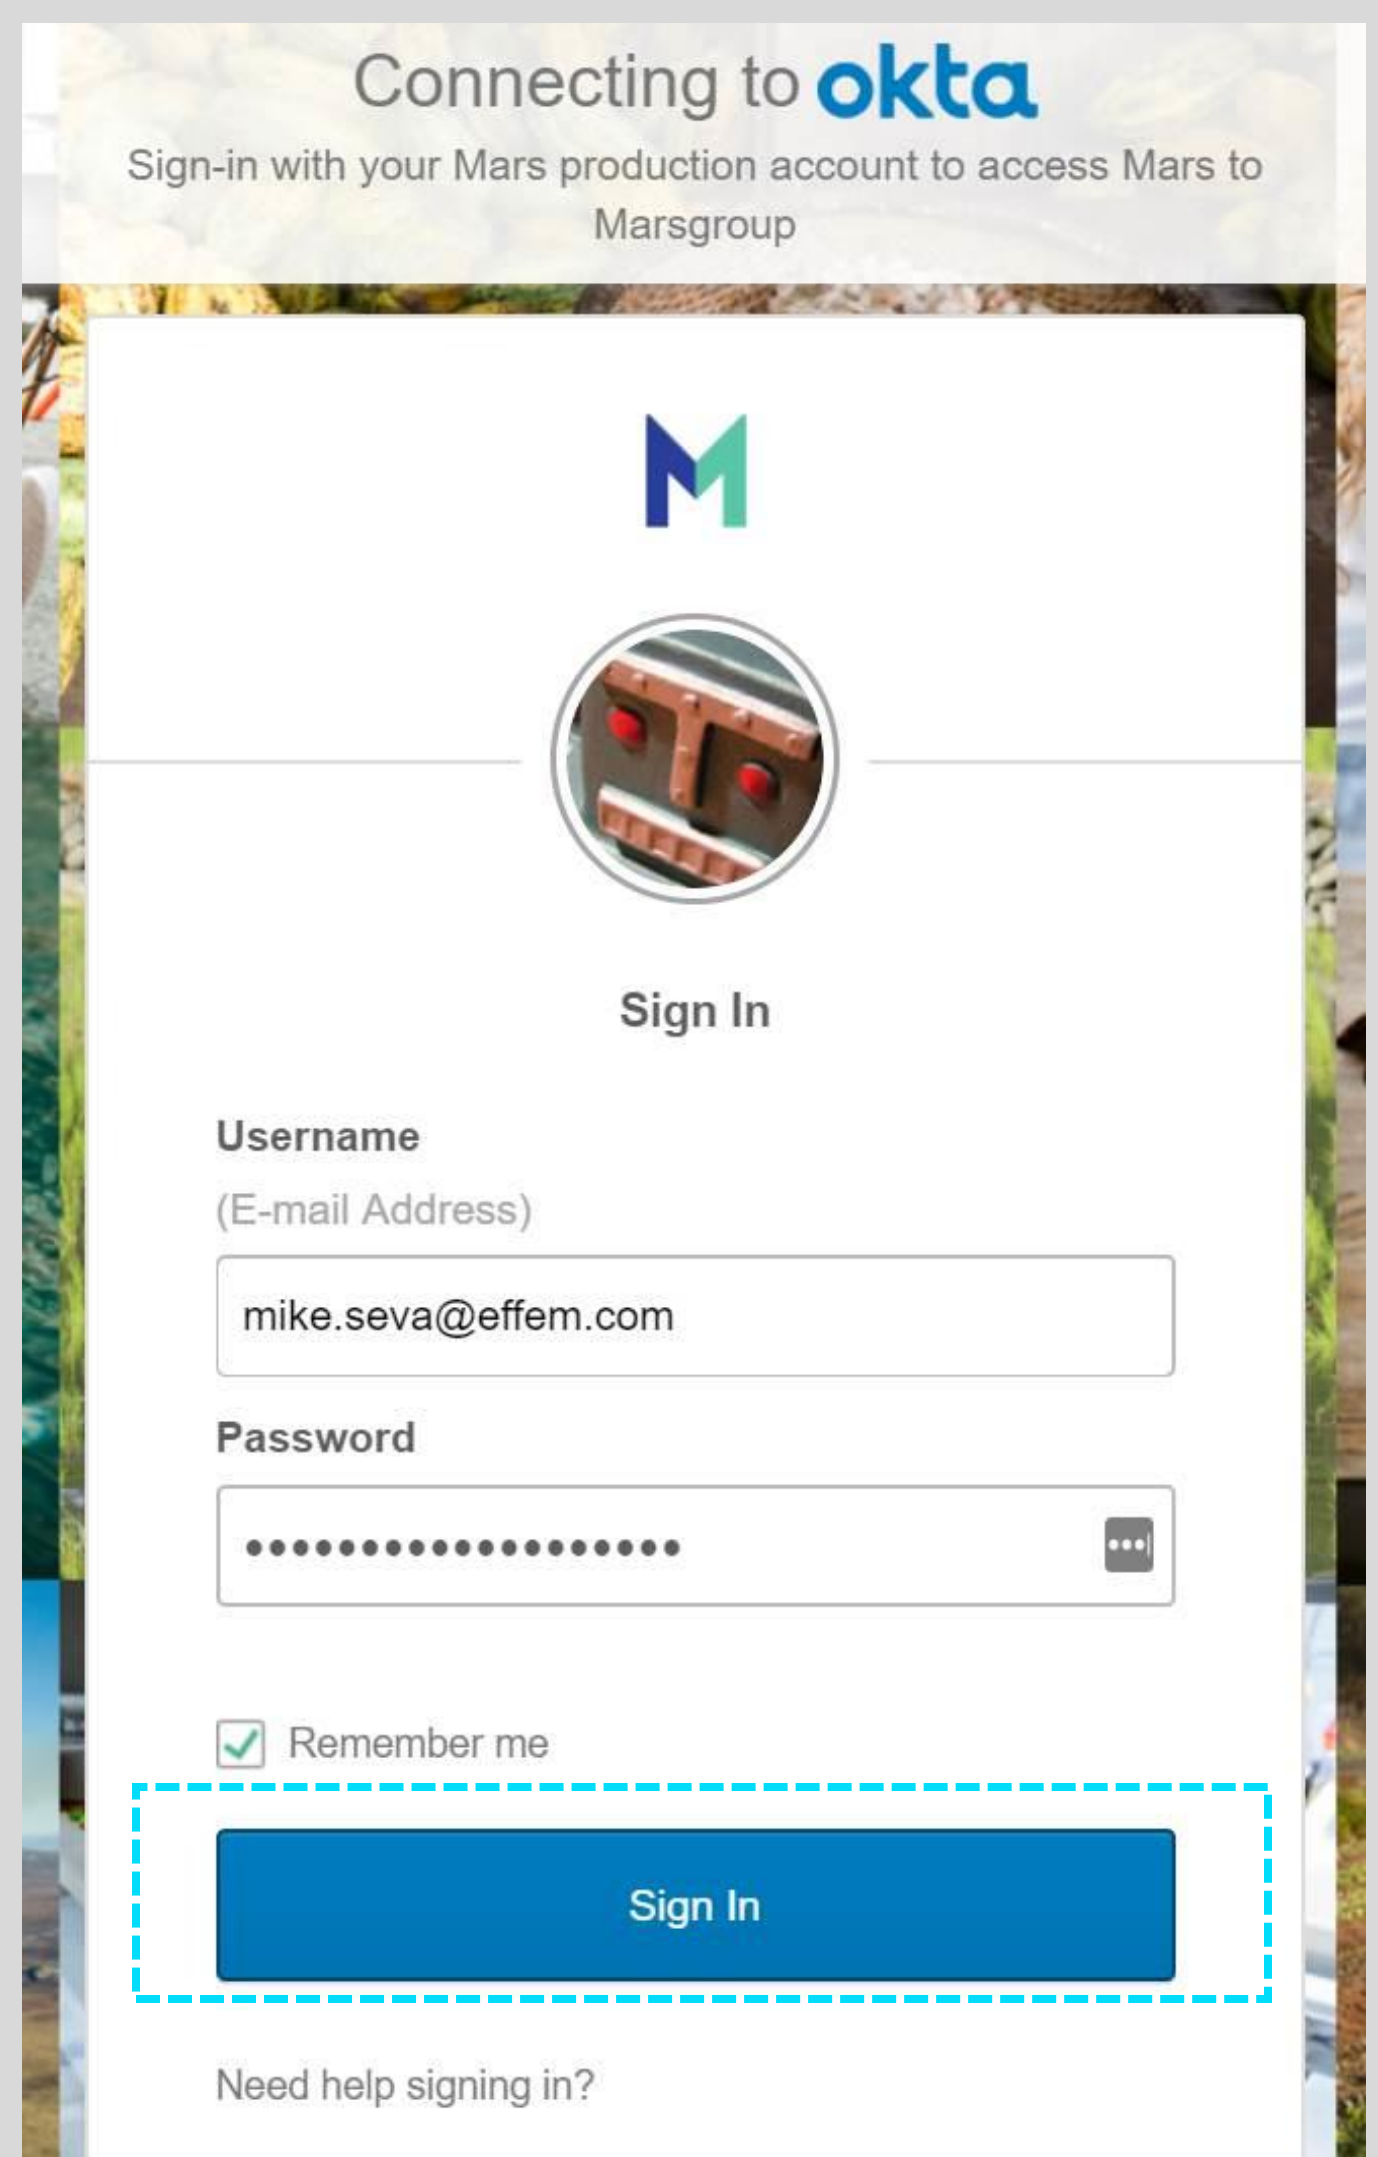 Connecting to okta
Sign-in with your Mars production account to access Mars to
Marsgroup
Sign In
Username
(E-mail Address)
mike.seva@effem.com
Password
Remember me
Sign In
Need help signing in?